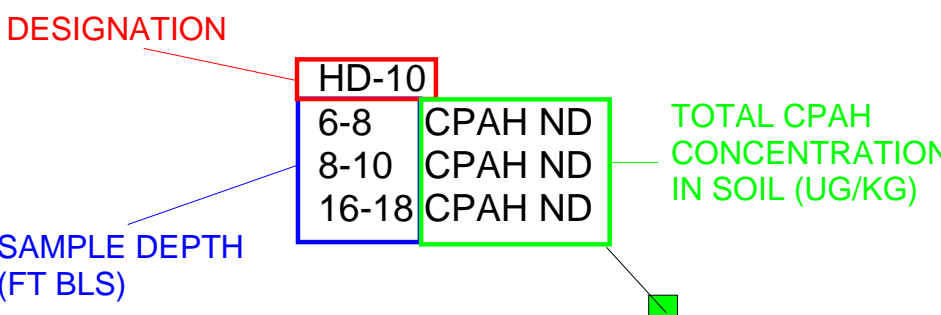 DESIGNATION
HD-10
6-8 CPAH ND
8-10 CPAH ND
16-18 CPAH ND
TOTAL CPAH
CONCENTRATION
IN SOIL (UG/KG)
SAMPLE DEPTH
(FT BLS)